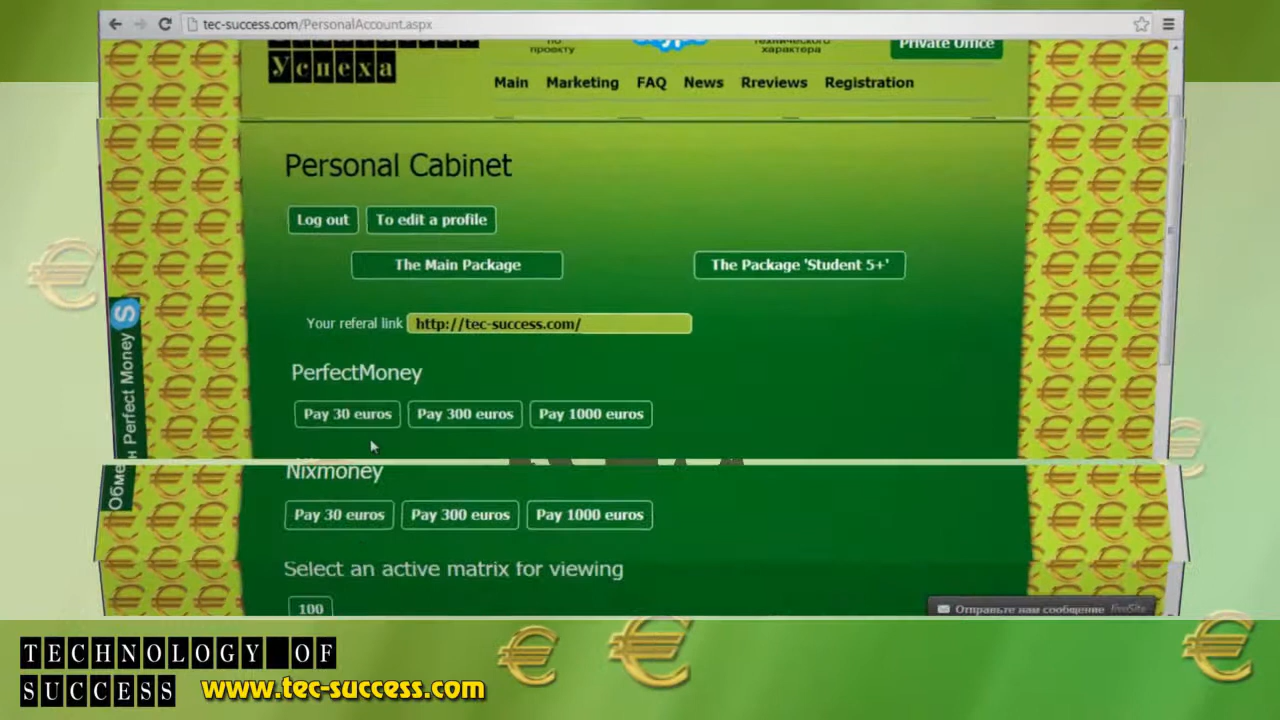 tec-success.com/PersonalAccount.aspx
по
проекту
технического
характера
Private Office
Успеха
Main Marketing FAQ News Rreviews Registration
Personal Cabinet
Log out To edit a profile
The Main Package The Package 'Student 5+'
Your referal link http://tec-success.com/
PerfectMoney
Pay 30 euros Pay 300 euros Pay 1000 euros
Nixmoney
Pay 30 euros Pay 300 euros Pay 1000 euros
Select an active matrix for viewing
100
Обмен Perfect Money
Отправьте нам сообщение
TECHNOLOGY OF
SUCCESS www.tec-success.com